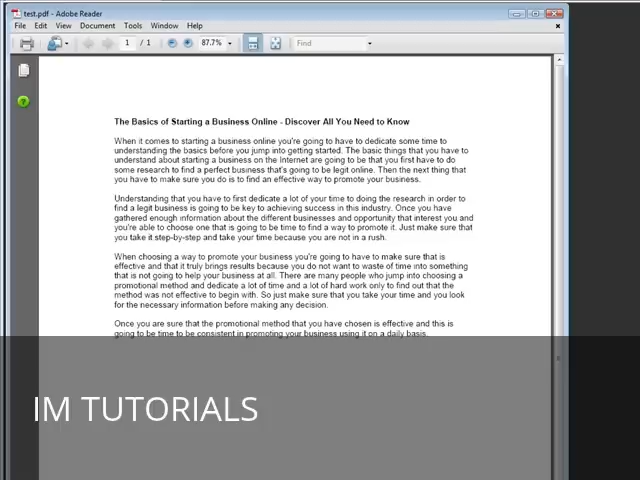 test.pdf - Adobe Reader
File Edit View Document Tools Window Help
1 / 1 87.7% Find
The Basics of Starting a Business Online - Discover All You Need to Know
When it comes to starting a business online you're going to have to dedicate some time to
understanding the basics before you jump into getting started. The basic things that you have to
understand about starting a business on the Internet are going to be that you first have to do
some research to find a perfect business that's going to be legit online. Then the next thing that
you have to make sure you do is to find an effective way to promote your business.
Understanding that you have to first dedicate a lot of your time to doing the research in order to
find a legit business is going to be key to achieving success in this industry. Once you have
gathered enough information about the different businesses and opportunity that interest you and
you're able to choose one that is going to be time to find a way to promote it. Just make sure that
you take it step-by-step and take your time because you are not in a rush.
When choosing a way to promote your business you're going to have to make sure that is
effective and that it truly brings results because you do not want to waste of time into something
that is not going to help your business at all. There are many people who jump into choosing a
promotional method and dedicate a lot of time and a lot of hard work only to find out that the
method was not effective to begin with. So just make sure that you take your time and you look
for the necessary information before making any decision.
Once you are sure that the promotional method that you have chosen is effective and this is
going to be time to be consistent in promoting your business using it on a daily basis.
IM TUTORIALS